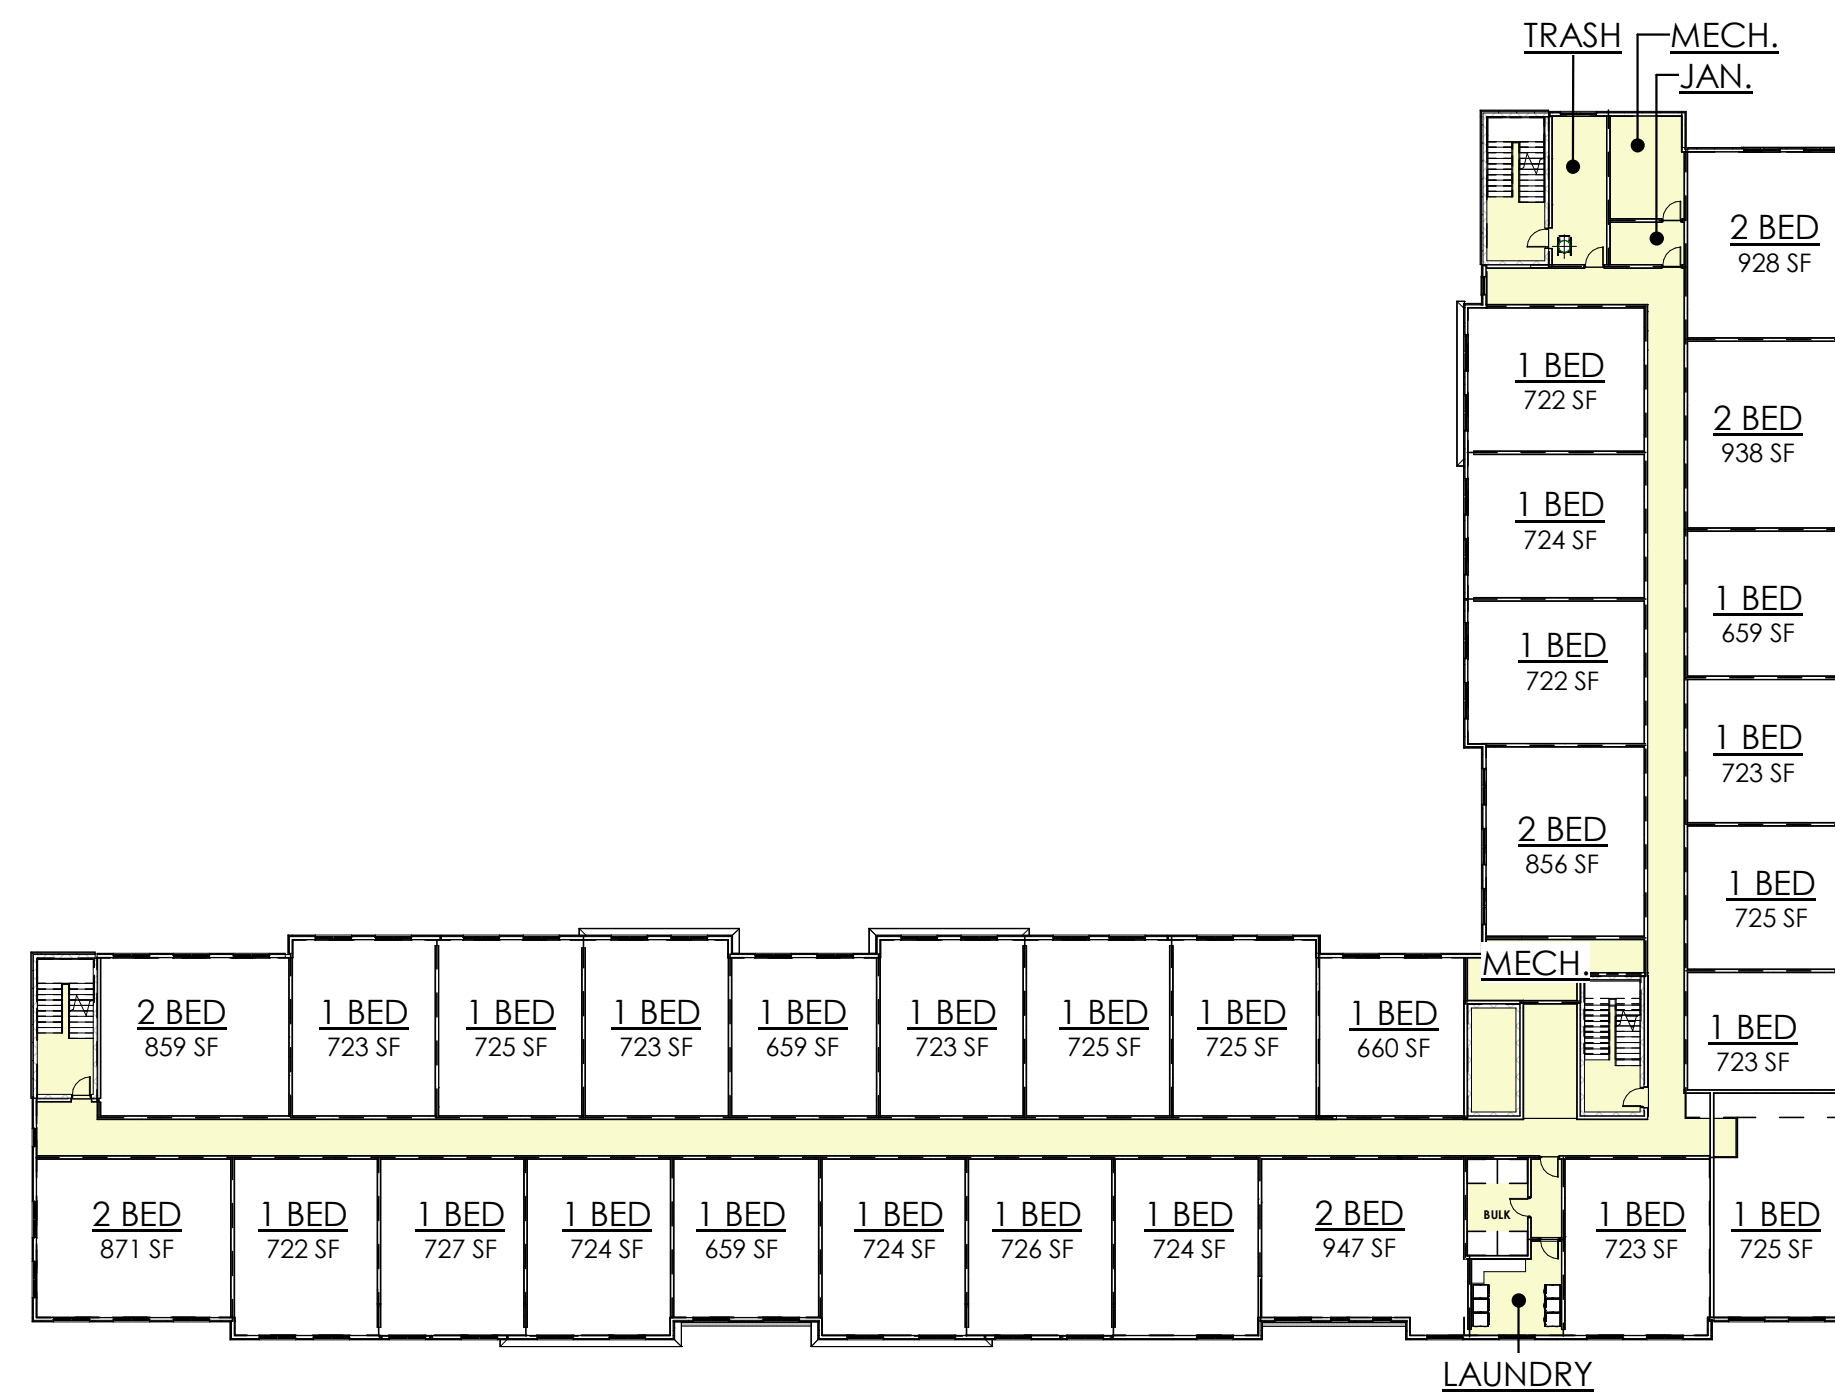 TRASH
MECH.
JAN.
2 BED
928 SF
1 BED
722 SF
2 BED
938 SF
1 BED
724 SF
1 BED
659 SF
1 BED
722 SF
1 BED
723 SF
2 BED
856 SF
1 BED
725 SF
MECH.
2 BED
859 SF
1 BED
723 SF
1 BED
725 SF
1 BED
723 SF
1 BED
659 SF
1 BED
723 SF
1 BED
725 SF
1 BED
725 SF
1 BED
660 SF
1 BED
723 SF
2 BED
871 SF
1 BED
722 SF
1 BED
727 SF
1 BED
724 SF
1 BED
659 SF
1 BED
724 SF
1 BED
726 SF
1 BED
724 SF
2 BED
947 SF
BULK
1 BED
723 SF
1 BED
725 SF
LAUNDRY